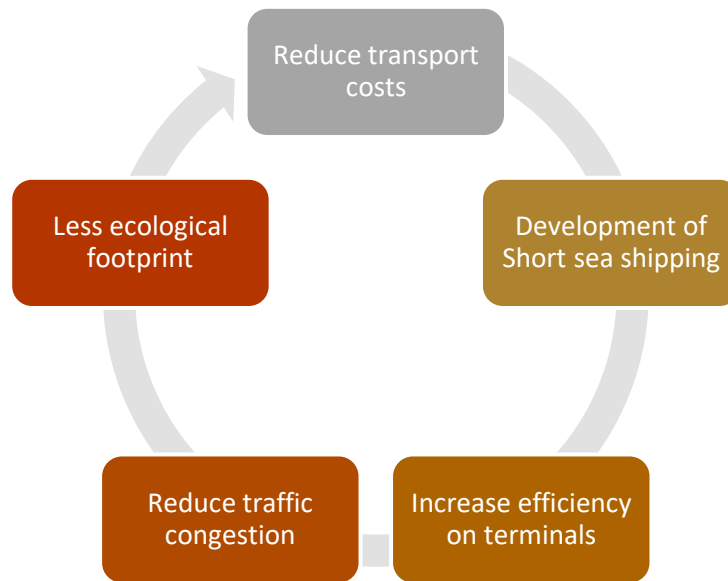 Reduce transport
costs
Development of
Short sea shipping
Increase efficiency
on terminals
Reduce traffic
congestion
Less ecological
footprint